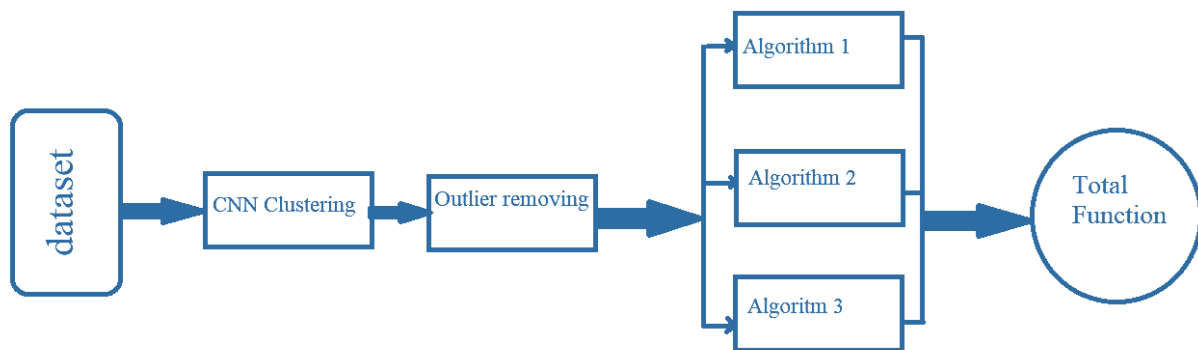 dataset
CNN Clustering
Outlier removing
Algorithm 1
Algorithm 2
Algoritm 3
Total
Function